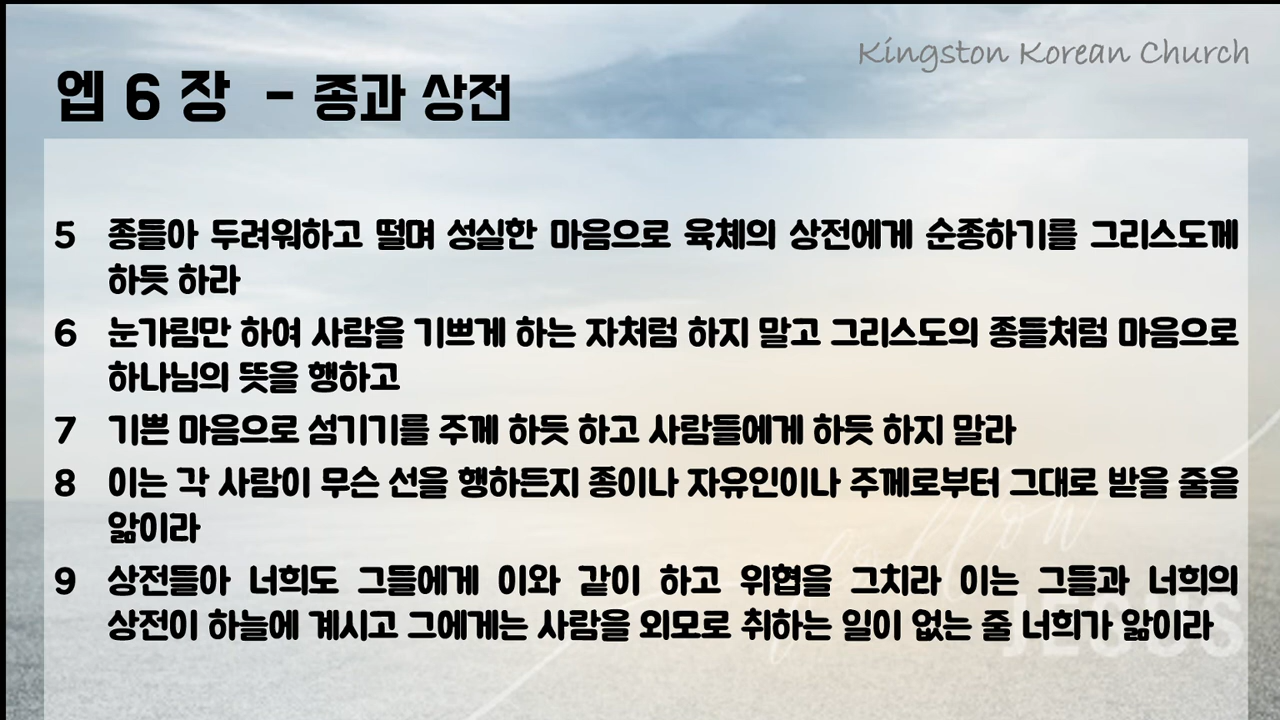 Kingston Korean Church
엡 6 장 - 종과 상전
5 종들아 두려워하고 떨며 성실한 마음으로 육체의 상전에게 순종하기를 그리스도께
하듯 하라
6 눈가림만 하여 사람을 기쁘게 하는 자처럼 하지 말고 그리스도의 종들처럼 마음으로
하나님의 뜻을 행하고
7 기쁜 마음으로 섬기기를 주께 하듯 하고 사람들에게 하듯 하지 말라
8 이는 각 사람이 무슨 선을 행하든지 종이나 자유인이나 주께로부터 그대로 받을 줄을
앎이라
9 상전들아 너희도 그들에게 이와 같이 하고 위협을 그치라 이는 그들과 너희의
상전이 하늘에 계시고 그에게는 사람을 외모로 취하는 일이 없는 줄 너희가 앎이라
follow
JESUS